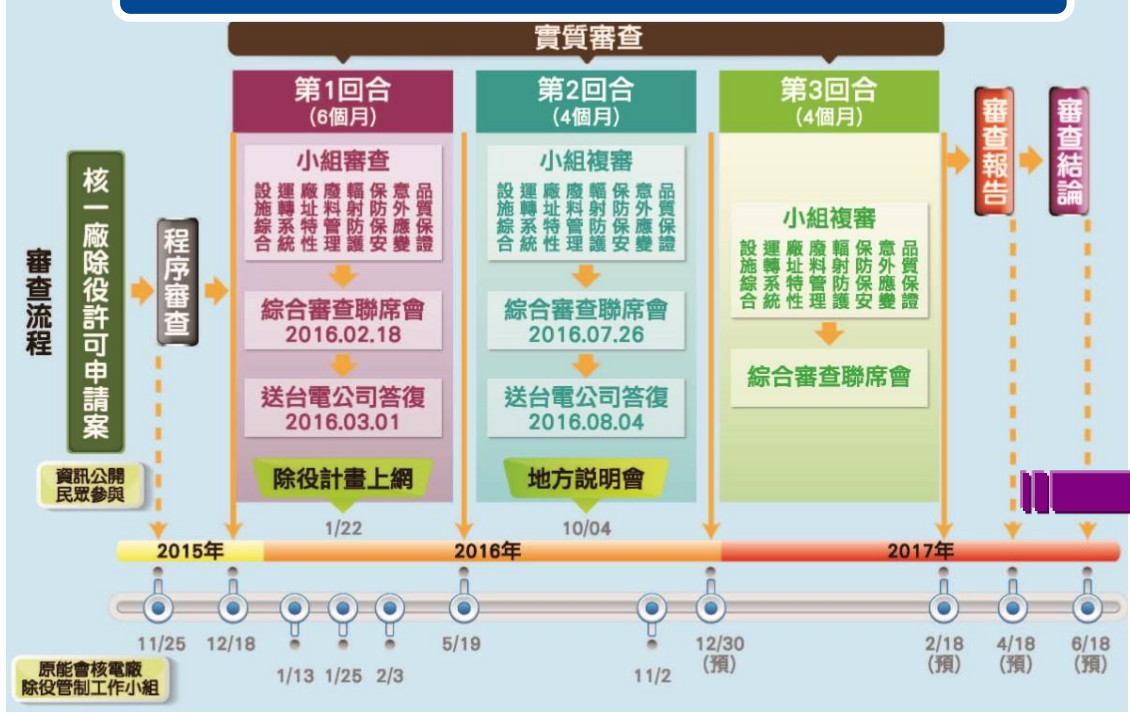 實質審查
第1回合
(6個月)
小組審查
設施綜合
運轉系統
廠址特性
廢料管理
輻射防護
保防保安
意外應變
品質保證
綜合審查聯席會
2016.02.18
送台電公司答復
2016.03.01
除役計畫上網
1/22
第2回合
(4個月)
小組複審
設施綜合
運轉系統
廠址特性
廢料管理
輻射防護
保防保安
意外應變
品質保證
綜合審查聯席會
2016.07.26
送台電公司答復
2016.08.04
地方説明會
10/04
第3回合
(4個月)
小組複審
設施綜合
運轉系統
廠址特性
廢料管理
輻射防護
保防保安
意外應變
品質保證
綜合審查聯席會
審查流程
核一廠除役許可申請案
程序審查
審查報告
審查結論
資訊公開
民眾參與
2015年
2016年
2017年
11/25
12/18
1/13
1/25
2/3
5/19
11/2
12/30
(預)
2/18
(預)
4/18
(預)
6/18
(預)
原能會核電廠
除役管制工作小組